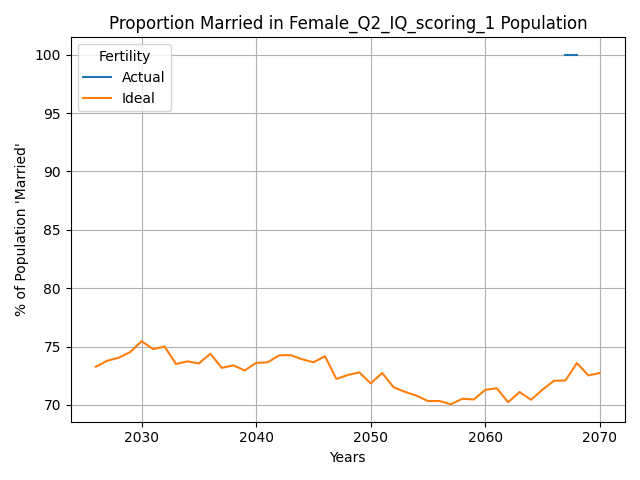 Proportion Married in Female_Q2_IQ_scoring_1 Population
Fertility
Actual
Ideal
% of Population 'Married'
100
95
90
85
80
75
70
2030
2040
2050
2060
2070
Years